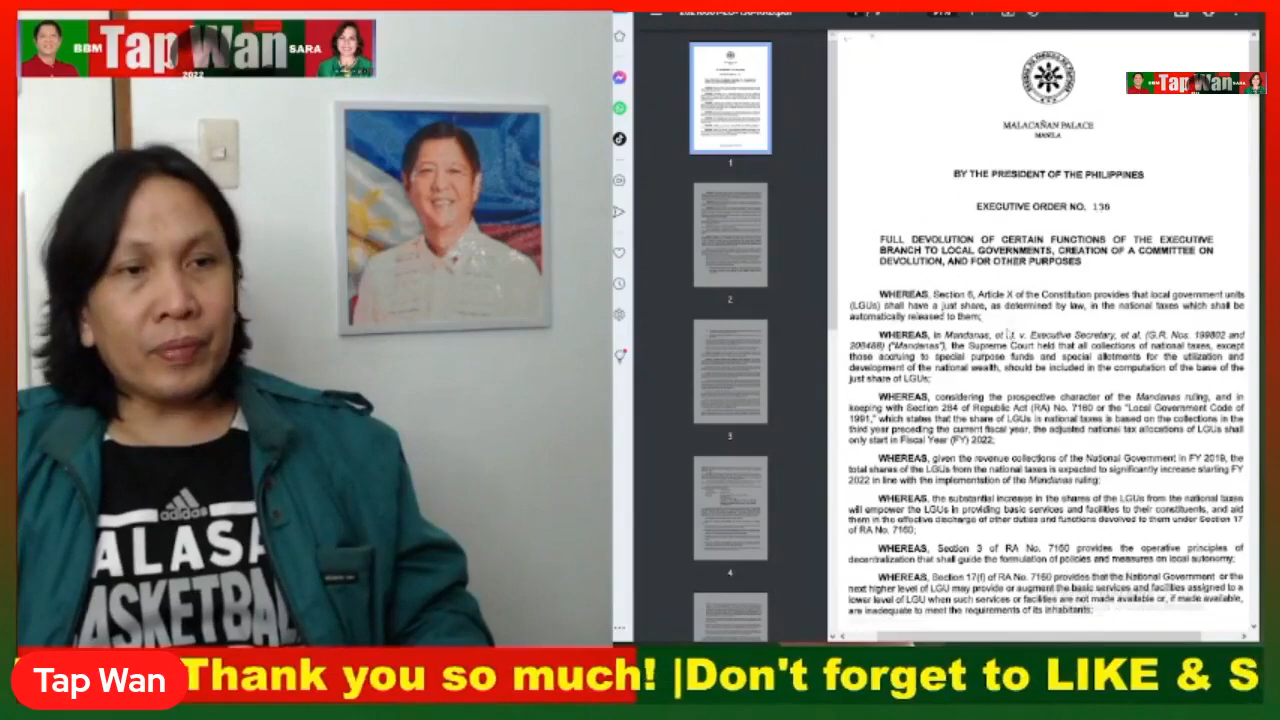 BBM Tap Wan SARA
2022
MALACAÑAN PALACE
MANILA
BY THE PRESIDENT OF THE PHILIPPINES
EXECUTIVE ORDER NO. 138
FULL DEVOLUTION OF CERTAIN FUNCTIONS OF THE EXECUTIVE
BRANCH TO LOCAL GOVERNMENTS, CREATION OF A COMMITTEE ON
DEVOLUTION, AND FOR OTHER PURPOSES
WHEREAS, Section 6, Article X of the Constitution provides that local government units
(LGUs) shall have a just share, as determined by law, in the national taxes which shall be
automatically released to them;
WHEREAS, in Mandanas, et al. v. Executive Secretary, et al. (G.R. Nos. 199802 and
208488) ("Mandanas"), the Supreme Court held that all collections of national taxes, except
those accruing to special purpose funds and special allotments for the utilization and
development of the national wealth, should be included in the computation of the base of the
just share of LGUs;
WHEREAS, considering the prospective character of the Mandanas ruling, and in
keeping with Section 284 of Republic Act (RA) No. 7160 or the "Local Government Code of
1991," which states that the share of LGUs in national taxes is based on the collections in the
third year preceding the current fiscal year, the adjusted national tax allocations of LGUs shall
only start in Fiscal Year (FY) 2022;
WHEREAS, given the revenue collections of the National Government in FY 2019, the
total shares of the LGUs from the national taxes is expected to significantly increase starting FY
2022 in line with the implementation of the Mandanas ruling;
WHEREAS, the substantial increase in the shares of the LGUs from the national taxes
will empower the LGUs in providing basic services and facilities to their constituents, and aid
them in the effective discharge of other duties and functions devolved to them under Section 17
of RA No. 7160;
WHEREAS, Section 3 of RA No. 7160 provides the operative principles of
decentralization that shall guide the formulation of policies and measures on local autonomy;
WHEREAS, Section 17(f) of RA No. 7160 provides that the National Government or the
next higher level of LGU may provide or augment the basic services and facilities assigned to a
lower level of LGU when such services or facilities are not made available or, if made available,
are inadequate to meet the requirements of its inhabitants;
1
2
3
4
BBM Tap Wan SARA
adidas
ALASA
BASKETBAL
Tap Wan
Thank you so much! |Don't forget to LIKE & S